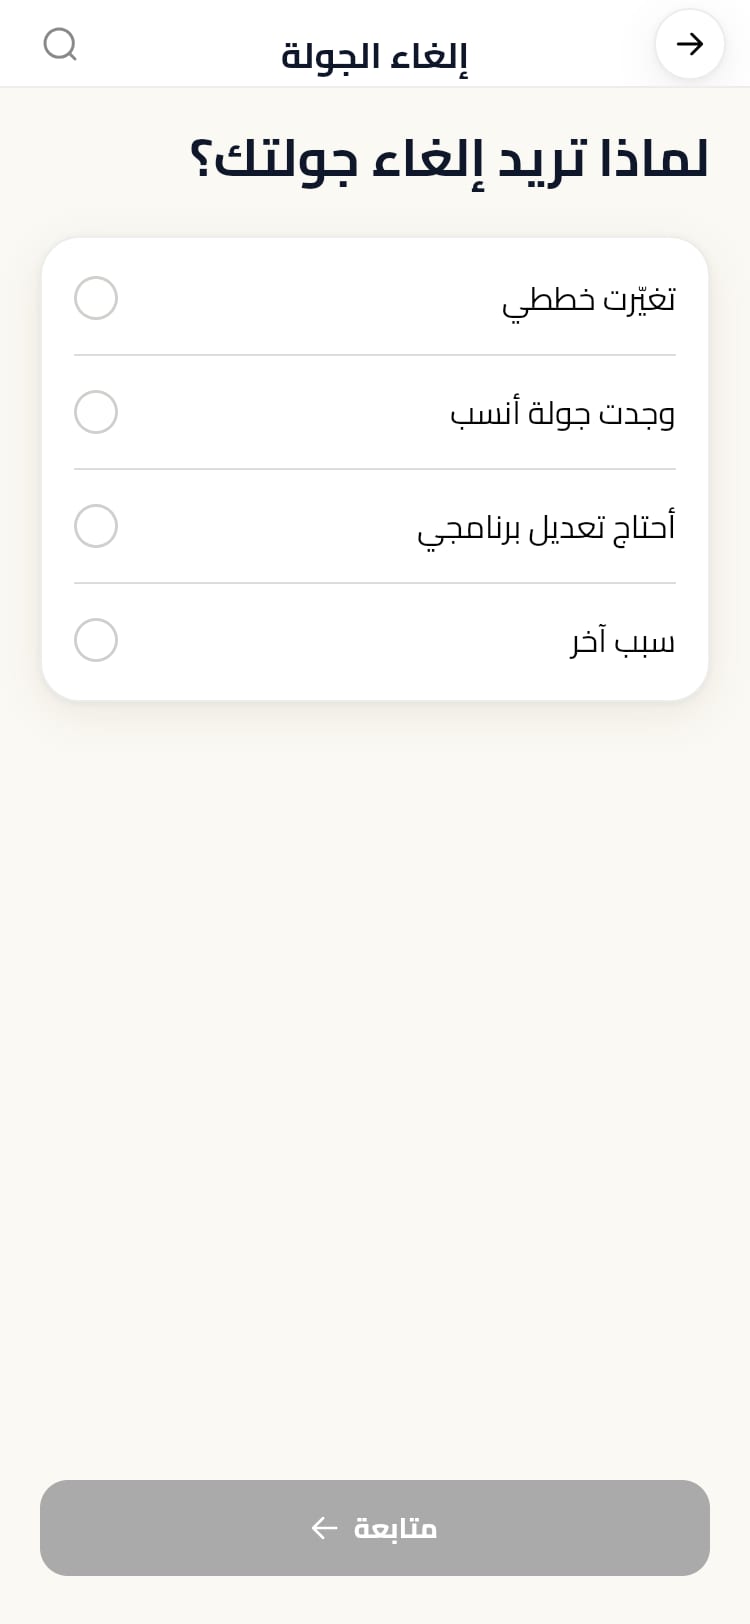 إلغاء الجولة
لماذا تريد إلغاء جولتك؟
تغيّرت خططي
وجدت جولة أنسب
أحتاج تعديل برنامجي
سبب آخر
متابعة